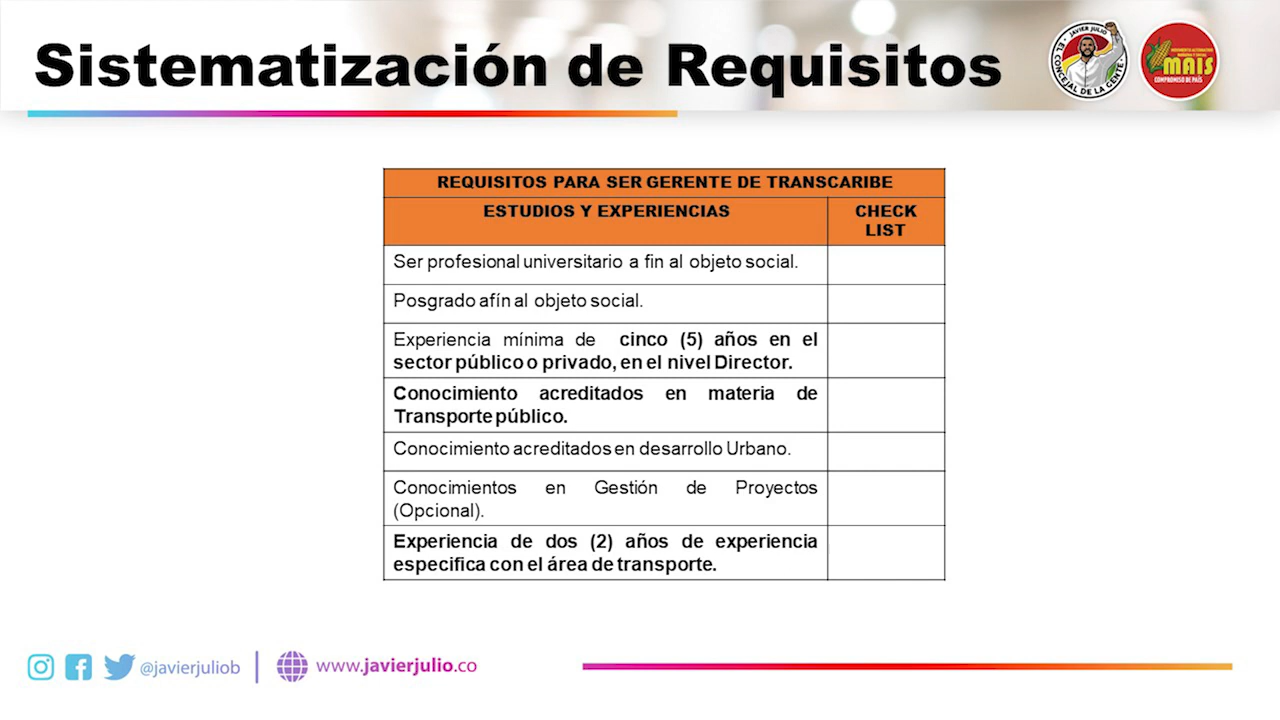 Sistematización de Requisitos
JAVIER JULIO
EL CONCEJAL DE LA GENTE
MOVIMIENTO ALTERNATIVO
INDÍGENA Y SOCIAL
MAIS
COMPROMISO DE PAÍS
REQUISITOS PARA SER GERENTE DE TRANSCARIBE
ESTUDIOS Y EXPERIENCIAS
CHECK
LIST
Ser profesional universitario a fin al objeto social.
Posgrado afín al objeto social.
Experiencia mínima de cinco (5) años en el
sector público o privado, en el nivel Director.
Conocimiento acreditados en materia de
Transporte público.
Conocimiento acreditados en desarrollo Urbano.
Conocimientos en Gestión de Proyectos
(Opcional).
Experiencia de dos (2) años de experiencia
especifica con el área de transporte.
@javierjuliob
www.javierjulio.co